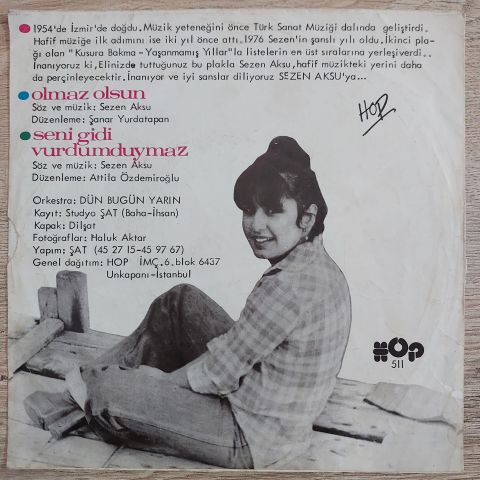 1954'de İzmir'de doğdu. Müzik yeteneğini önce Türk Sanat Müziği dalında geliştirdi.
Hafif müziğe ilk adımını ise iki yıl önce attı. 1976 Sezen'in şanslı yılı oldu. İkinci pla-
ğı olan "Kusura Bakma - Yaşanmamış Yıllar"la listelerin en üst sıralarına yerleşiverdi..
İnanıyoruz ki, Elinizde tuttuğunuz bu plakla Sezen Aksu, hafif müzikteki yerini daha
da perçinleyecektir. İnanıyor ve iyi sanslar diliyoruz SEZEN AKSU'ya...
olmaz olsun
Söz ve müzik: Sezen Aksu
Düzenleme: Şanar Yurdatapan
seni gidi
vurdumduymaz
Söz ve müzik: Sezen Aksu
Düzenleme: Attila Özdemiroğlu
Orkestra: DÜN BUGÜN YARIN
Kayıt: Studyo ŞAT (Baha-İhsan)
Kapak: Dilşat
Fotoğraflar: Haluk Aktar
Yapım: ŞAT (45 27 15-45 97 67)
Genel dağıtım: HOP İMÇ. 6. blok 6437
Unkapanı-İstanbul
HOP
HOP
511